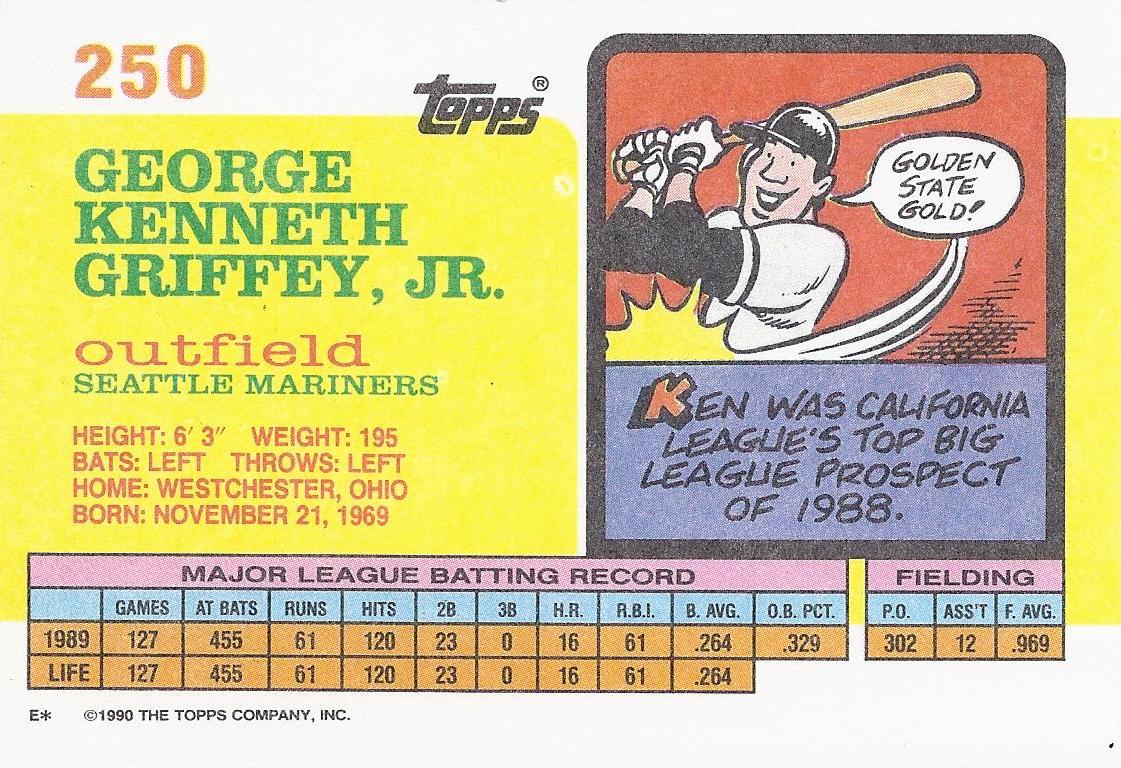 250
Topps®
GEORGE
KENNETH
GRIFFEY, JR.
outfield
SEATTLE MARINERS
HEIGHT: 6' 3" WEIGHT: 195
BATS: LEFT THROWS: LEFT
HOME: WESTCHESTER, OHIO
BORN: NOVEMBER 21, 1969
GOLDEN
STATE
GOLD!
KEN WAS CALIFORNIA
LEAGUE'S TOP BIG
LEAGUE PROSPECT
OF 1988.
MAJOR LEAGUE BATTING RECORD
GAMES AT BATS RUNS HITS 2B 3B H.R. R.B.I. B. AVG. O.B. PCT.
1989 127 455 61 120 23 0 16 61 .264 .329
LIFE 127 455 61 120 23 0 16 61 .264
FIELDING
P.O. ASS'T F. AVG.
302 12 .969
E* ©1990 THE TOPPS COMPANY, INC.